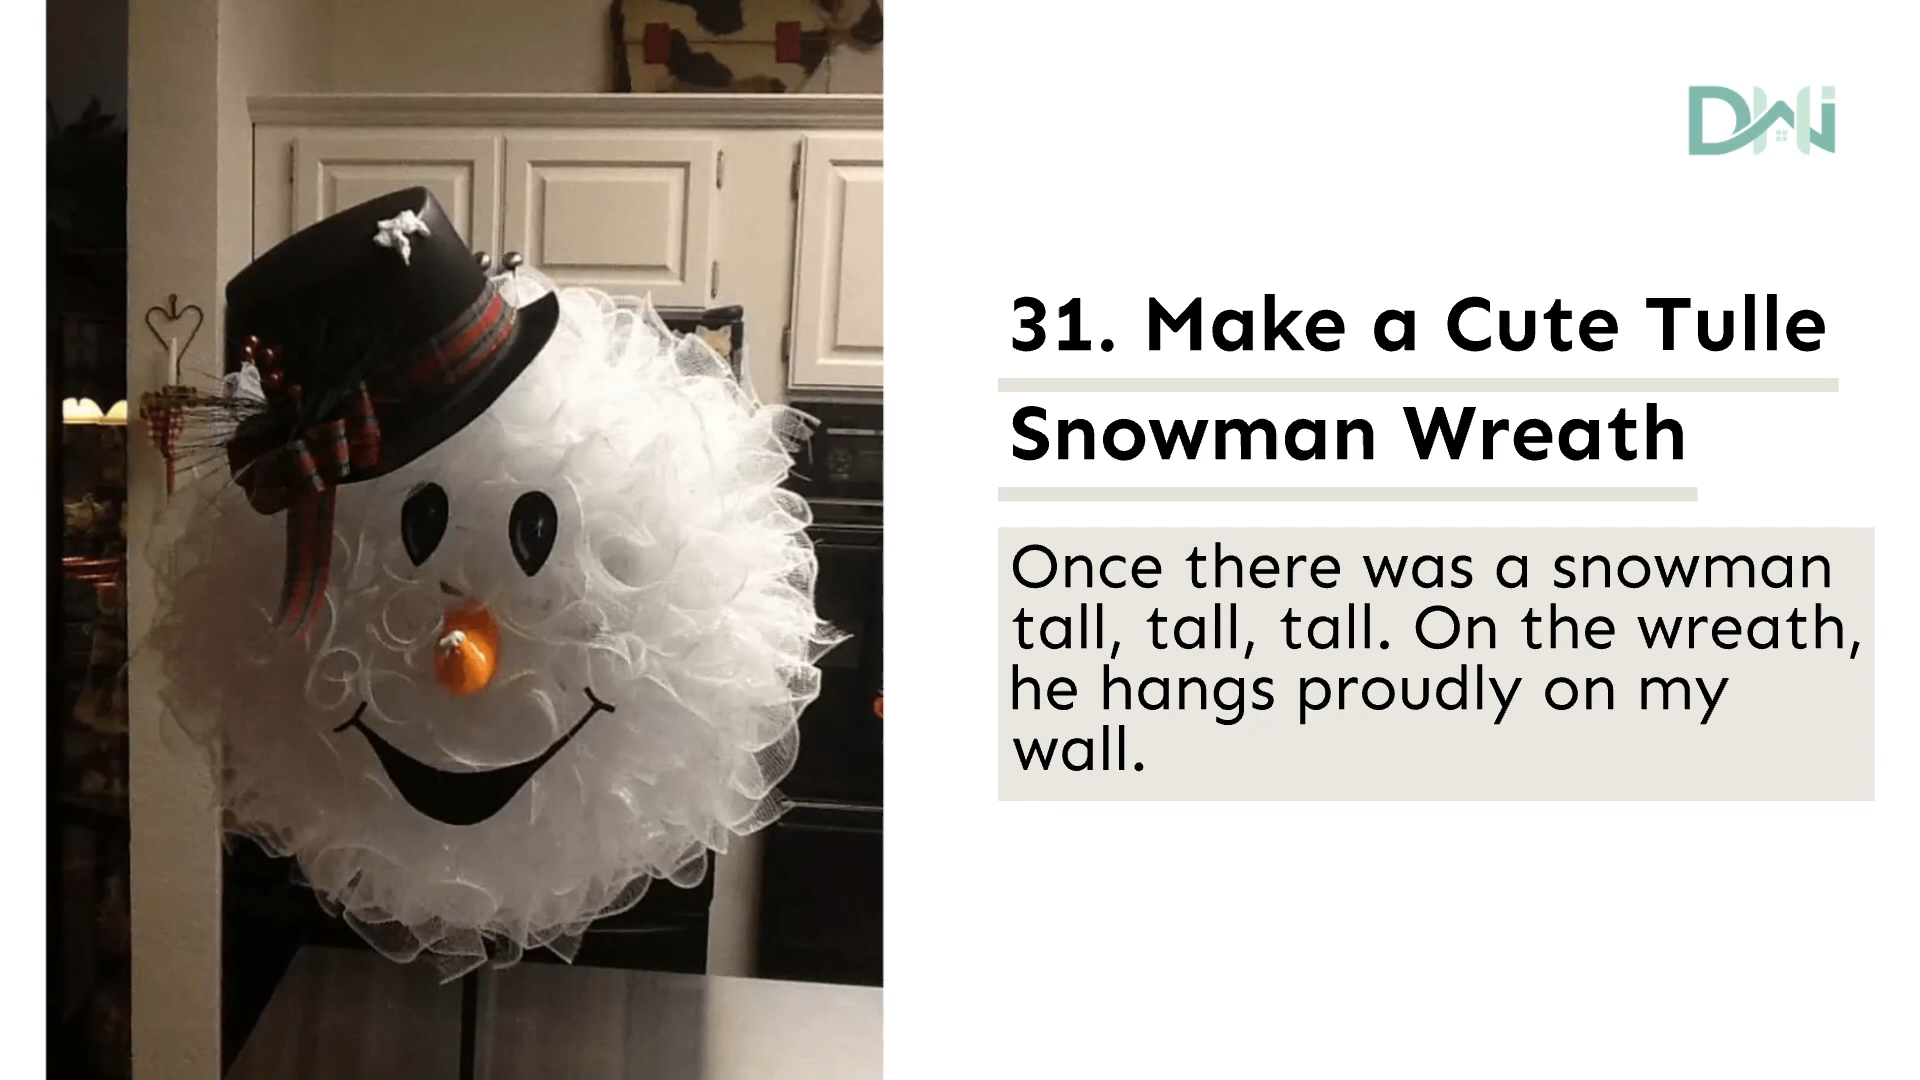 DWi
31. Make a Cute Tulle
Snowman Wreath
Once there was a snowman
tall, tall, tall. On the wreath,
he hangs proudly on my
wall.